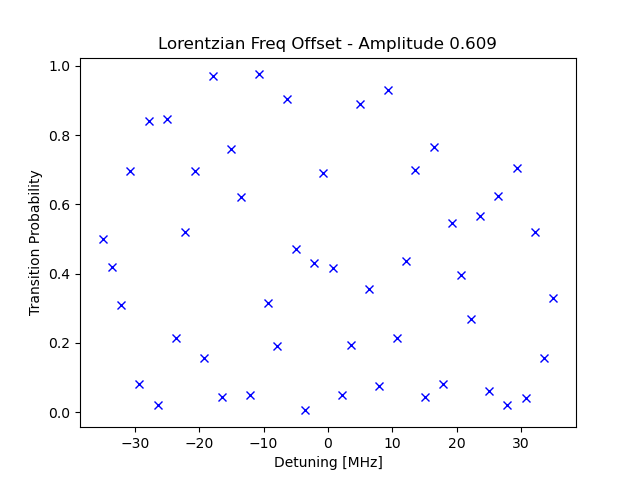 Lorentzian Freq Offset - Amplitude 0.609
1.0
0.8
0.6
0.4
0.2
0.0
Transition Probability
−30 −20 −10 0 10 20 30
Detuning [MHz]